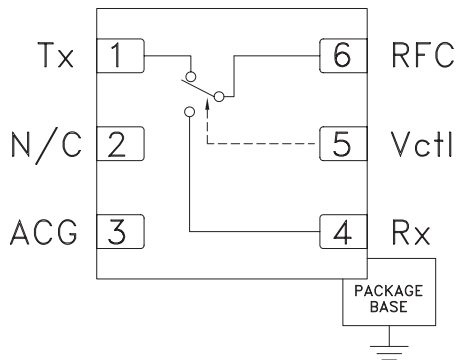 Tx 1 6 RFC
N/C 2 5 Vctl
ACG 3 4 Rx
PACKAGE
BASE